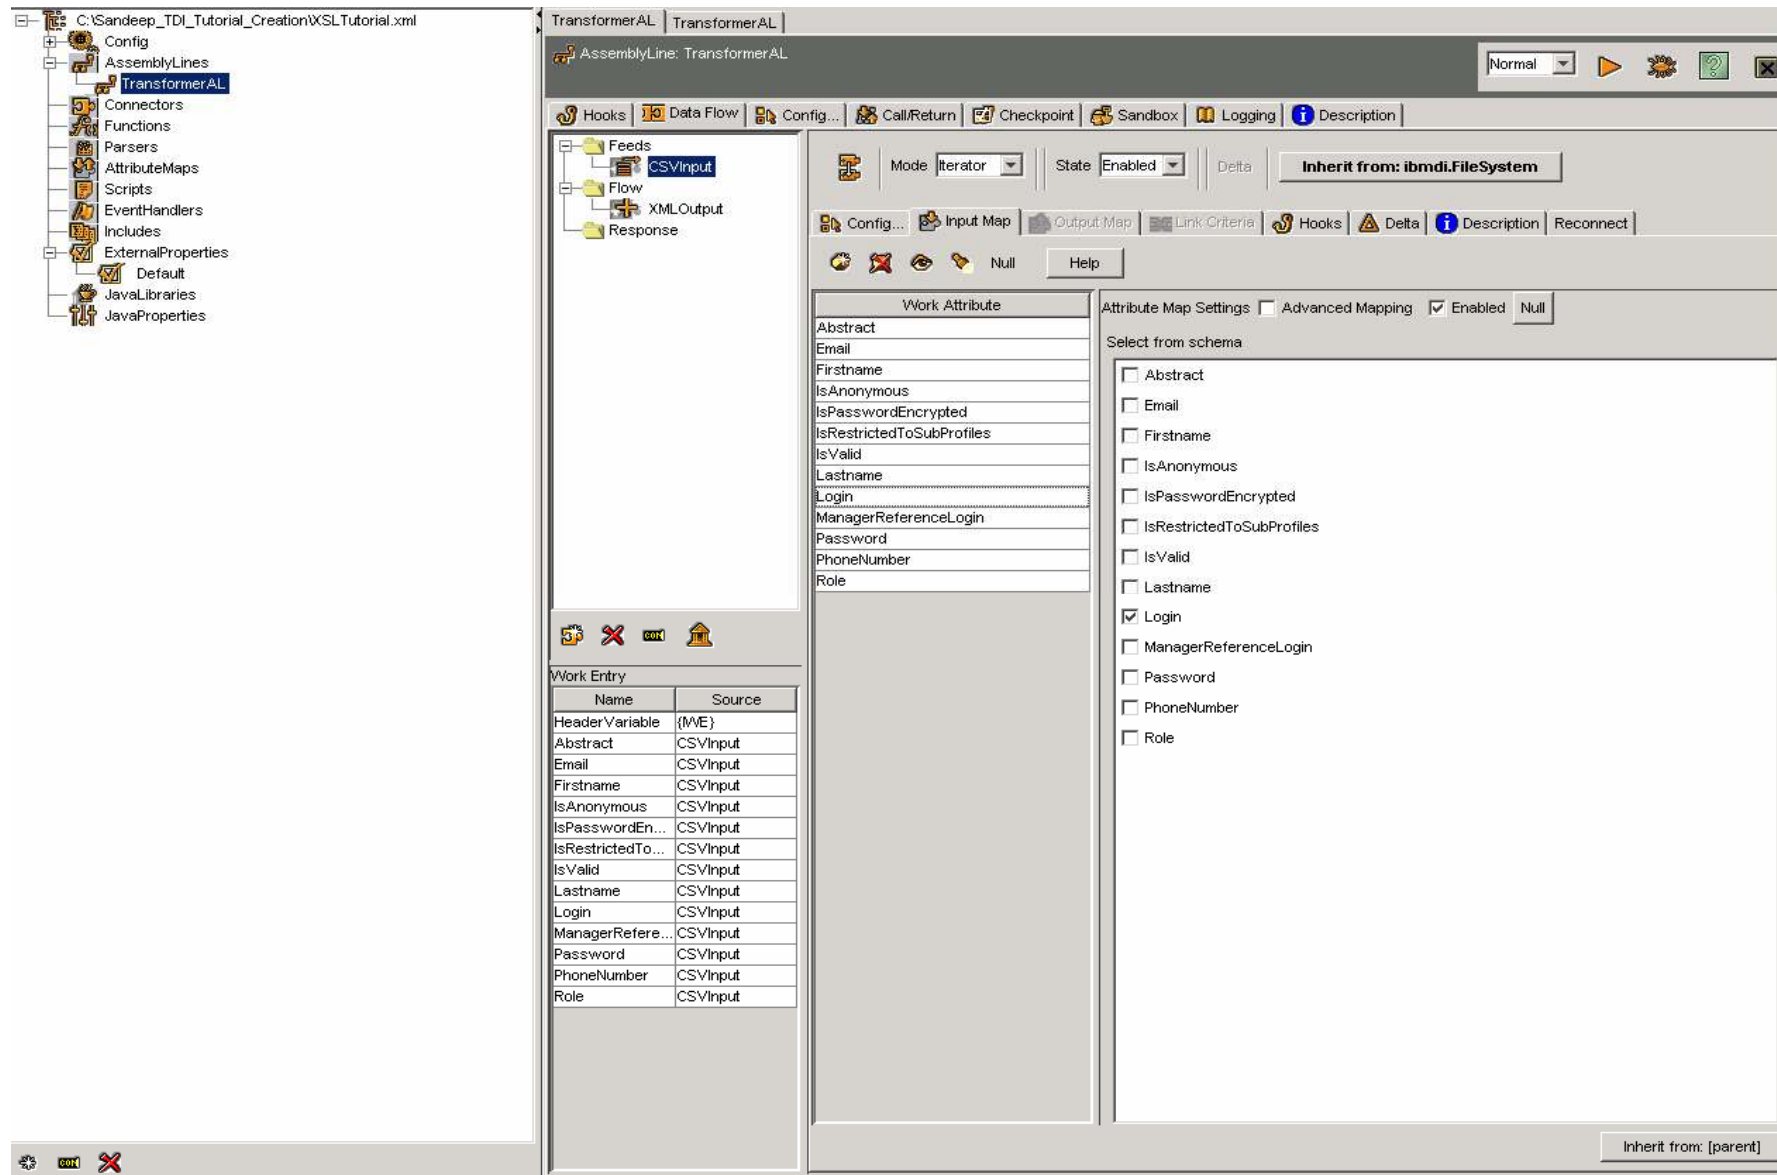 C:\Sandeep_TDI_Tutorial_Creation\XSLTutorial.xml
Config
AssemblyLines
TransformerAL
Connectors
Functions
Parsers
AttributeMaps
Scripts
EventHandlers
Includes
ExternalProperties
Default
JavaLibraries
JavaProperties
TransformerAL TransformerAL
AssemblyLine: TransformerAL
Normal
Hooks Data Flow Config... Call/Return Checkpoint Sandbox Logging Description
Feeds
CSVInput
Flow
XMLOutput
Response
Work Entry
Name Source
HeaderVariable {IWE}
Abstract CSVInput
Email CSVInput
Firstname CSVInput
IsAnonymous CSVInput
IsPasswordEn... CSVInput
IsRestrictedTo... CSVInput
IsValid CSVInput
Lastname CSVInput
Login CSVInput
ManagerRefere... CSVInput
Password CSVInput
PhoneNumber CSVInput
Role CSVInput
Mode Iterator State Enabled Delta Inherit from: ibmdi.FileSystem
Config... Input Map Output Map Link Criteria Hooks Delta Description Reconnect
Null Help
Work Attribute
Abstract
Email
Firstname
IsAnonymous
IsPasswordEncrypted
IsRestrictedToSubProfiles
IsValid
Lastname
Login
ManagerReferenceLogin
Password
PhoneNumber
Role
Attribute Map Settings Advanced Mapping Enabled Null
Select from schema
Abstract
Email
Firstname
IsAnonymous
IsPasswordEncrypted
IsRestrictedToSubProfiles
IsValid
Lastname
Login
ManagerReferenceLogin
Password
PhoneNumber
Role
Inherit from: [parent]